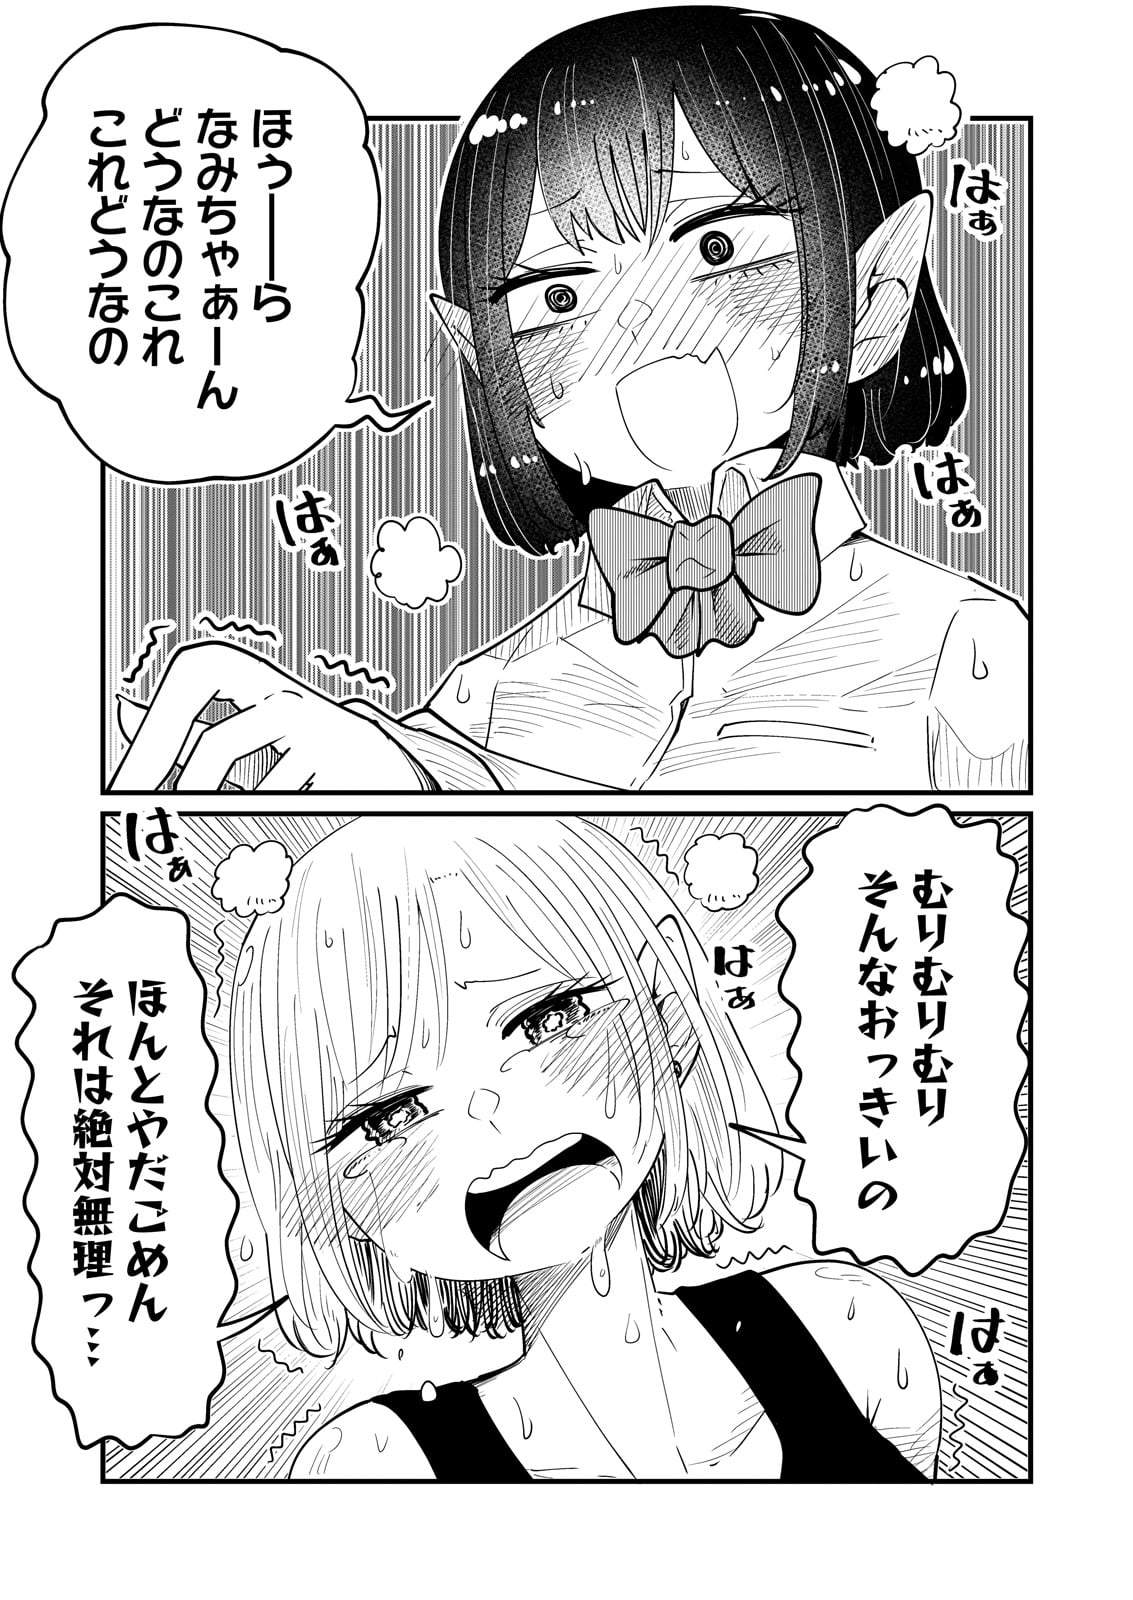 ほぅーーら
なみちゃぁーん
どうなのこれ
これどうなの
はぁ
はぁ
はぁ
むりむりむり
そんなおっきいの
はぁ
はぁ
ほんとやだごめん
それは絶対無理っ…
はぁ